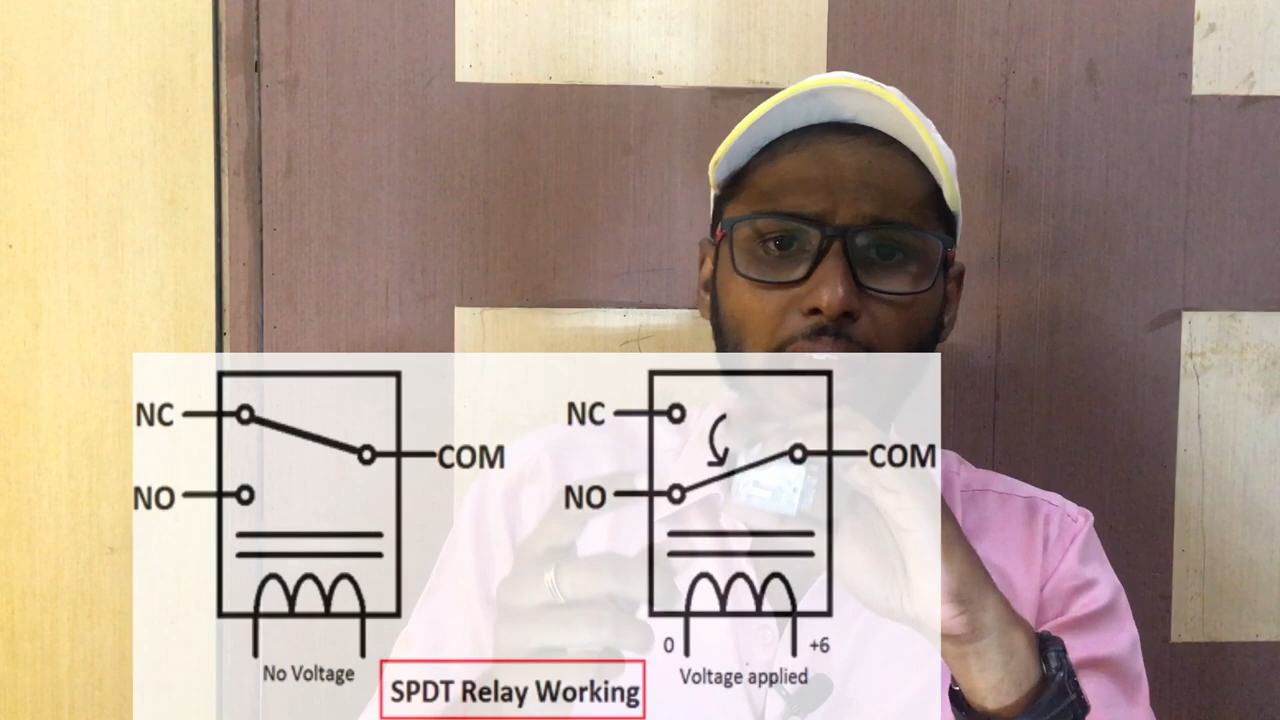 NC
COM
NO
No Voltage
NC
COM
NO
0
+6
Voltage applied
SPDT Relay Working